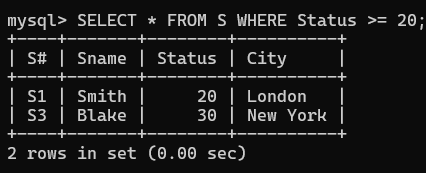 mysql> SELECT * FROM S WHERE Status >= 20;
+----+-------+--------+----------+
| S# | Sname | Status | City     |
+----+-------+--------+----------+
| S1 | Smith |     20 | London   |
| S3 | Blake |     30 | New York |
+----+-------+--------+----------+
2 rows in set (0.00 sec)